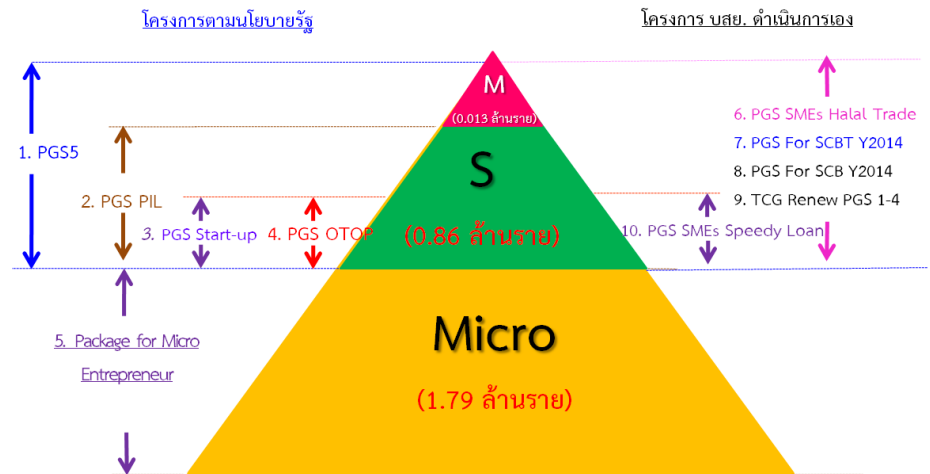 โครงการตามนโยบายรัฐ
โครงการ บสย. ดำเนินการเอง
M
(0.013 ล้านราย)
1. PGS5
2. PGS PIL
3. PGS Start-up
4. PGS OTOP
S
(0.86 ล้านราย)
6. PGS SMEs Halal Trade
7. PGS For SCBT Y2014
8. PGS For SCB Y2014
9. TCG Renew PGS 1-4
10. PGS SMEs Speedy Loan
5. Package for Micro
Entrepreneur
Micro
(1.79 ล้านราย)